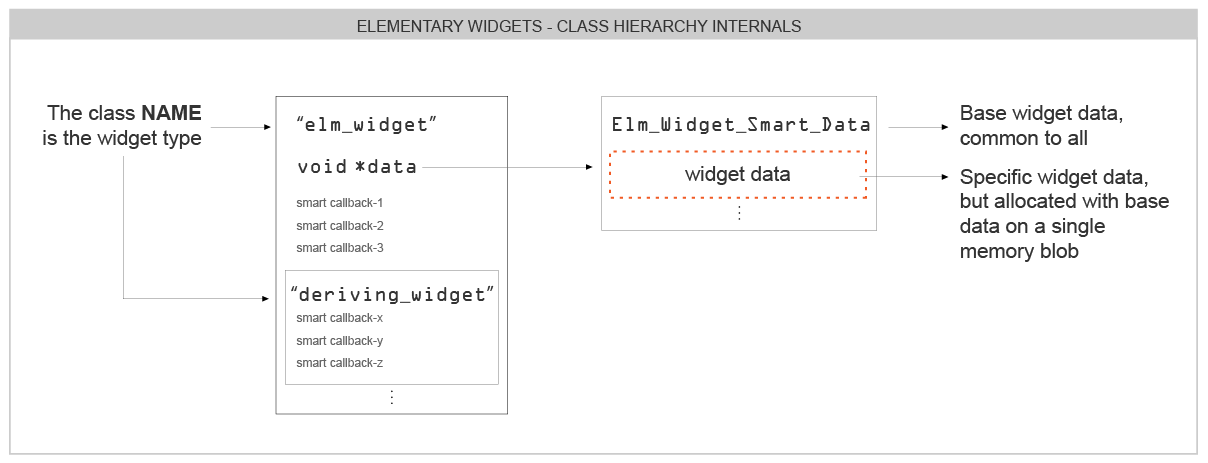 ELEMENTARY WIDGETS - CLASS HIERARCHY INTERNALS
The class NAME
is the widget type
“elm_widget”
void *data
smart callback-1
smart callback-2
smart callback-3
“deriving_widget”
smart callback-x
smart callback-y
smart callback-z
Elm_Widget_Smart_Data
widget data
Base widget data,
common to all
Specific widget data,
but allocated with base
data on a single
memory blob